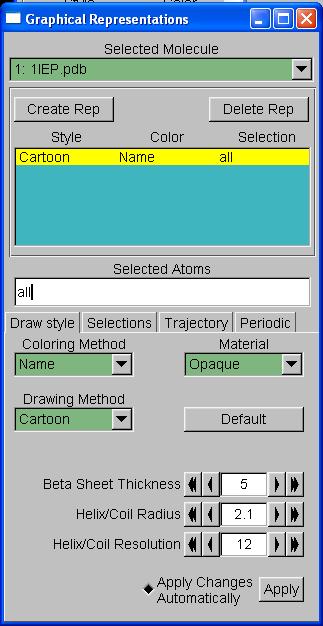 Graphical Representations
Selected Molecule
1: 1IEP.pdb
Create Rep Delete Rep
Style Color Selection
Cartoon Name all
Selected Atoms
all
Draw style Selections Trajectory Periodic
Coloring Method Material
Name Opaque
Drawing Method
Cartoon Default
Beta Sheet Thickness 5
Helix/Coil Radius 2.1
Helix/Coil Resolution 12
Apply Changes
Automatically Apply